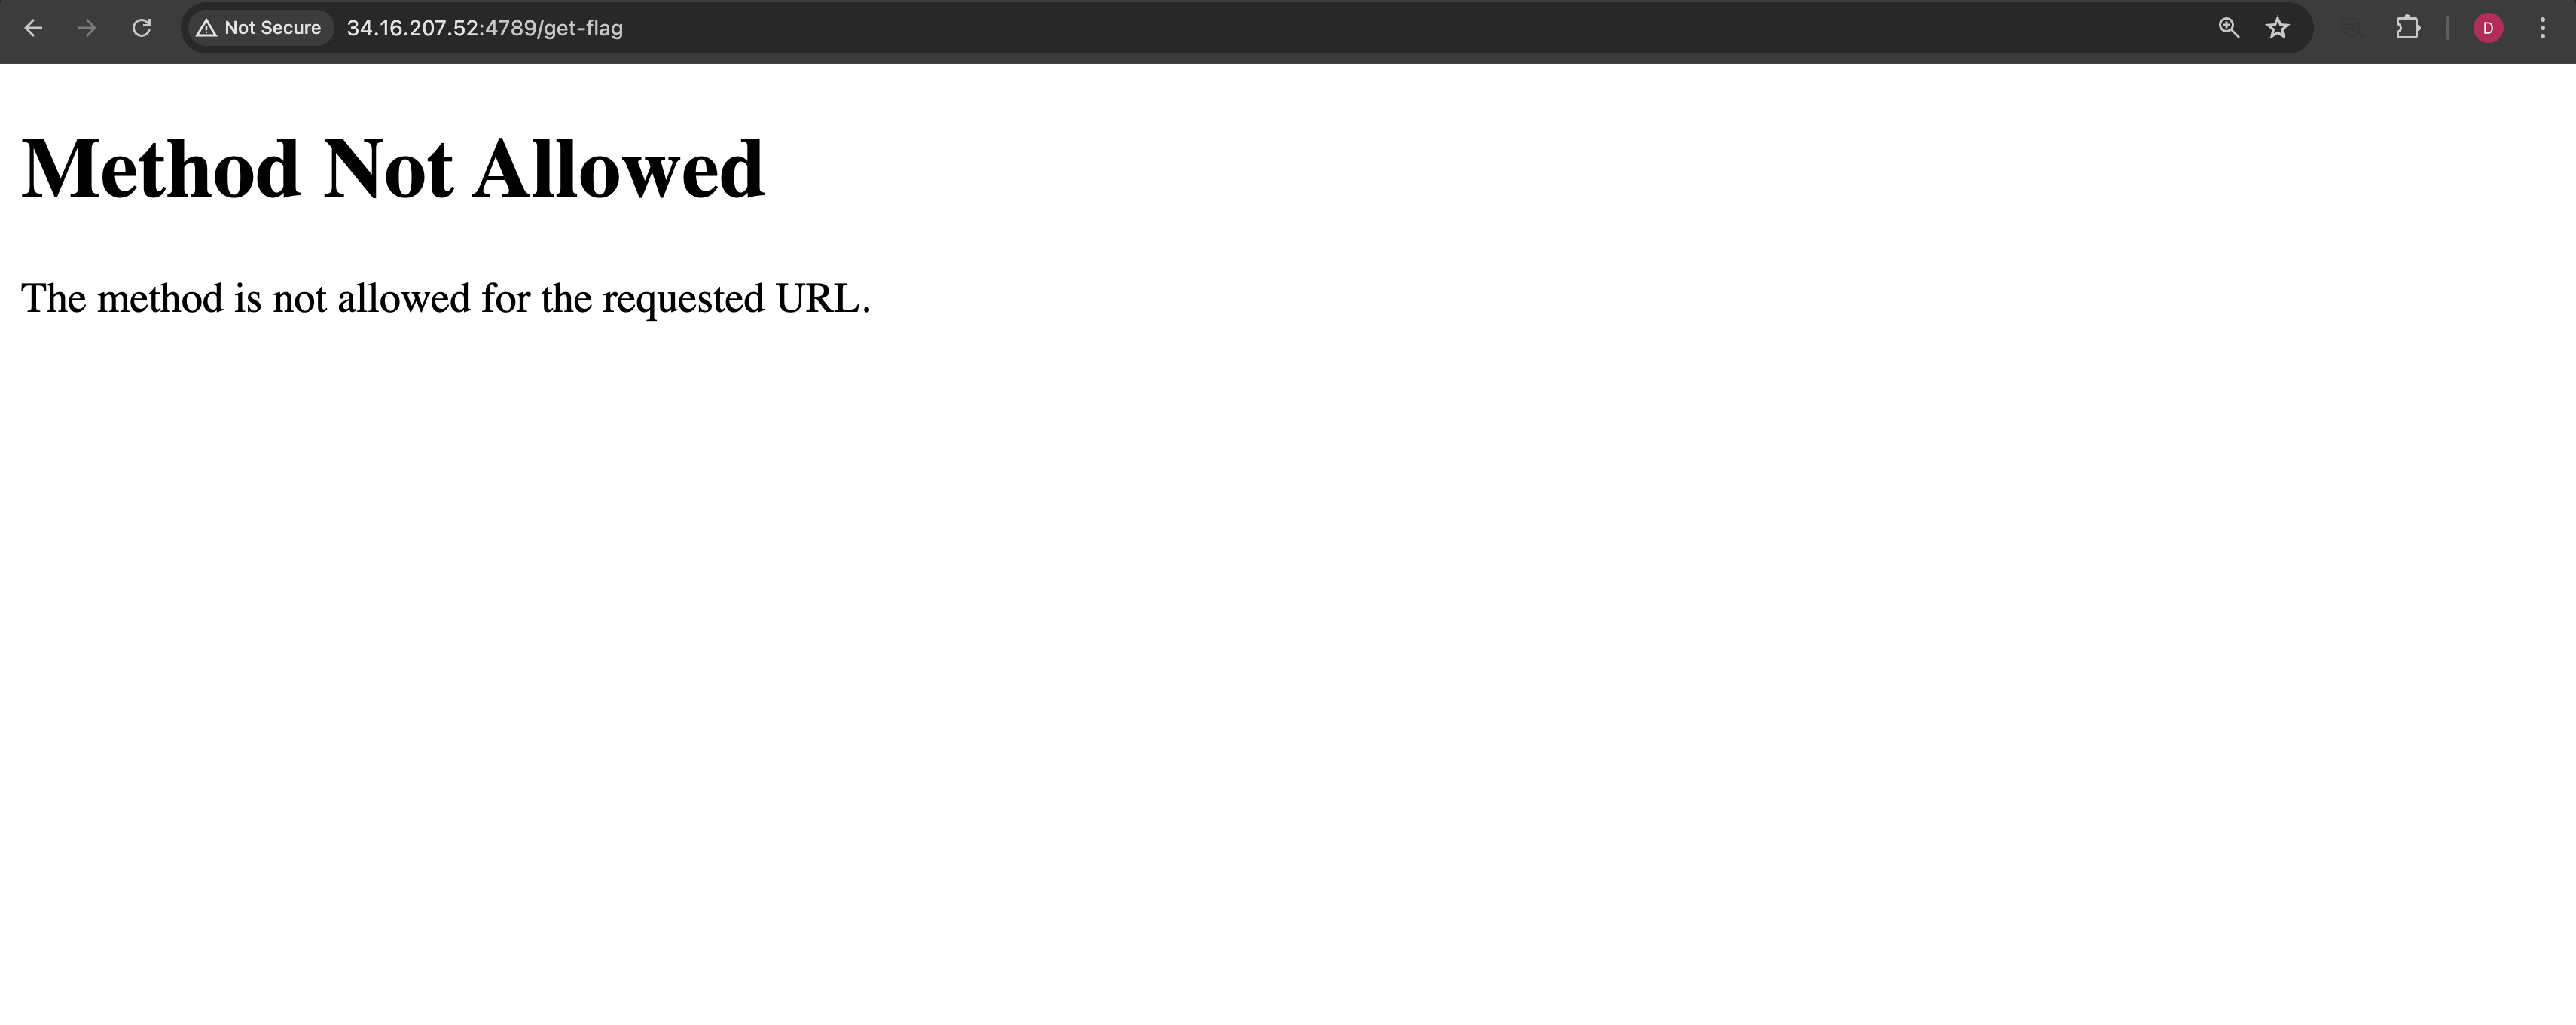 Not Secure 34.16.207.52:4789/get-flag D
Method Not Allowed
The method is not allowed for the requested URL.